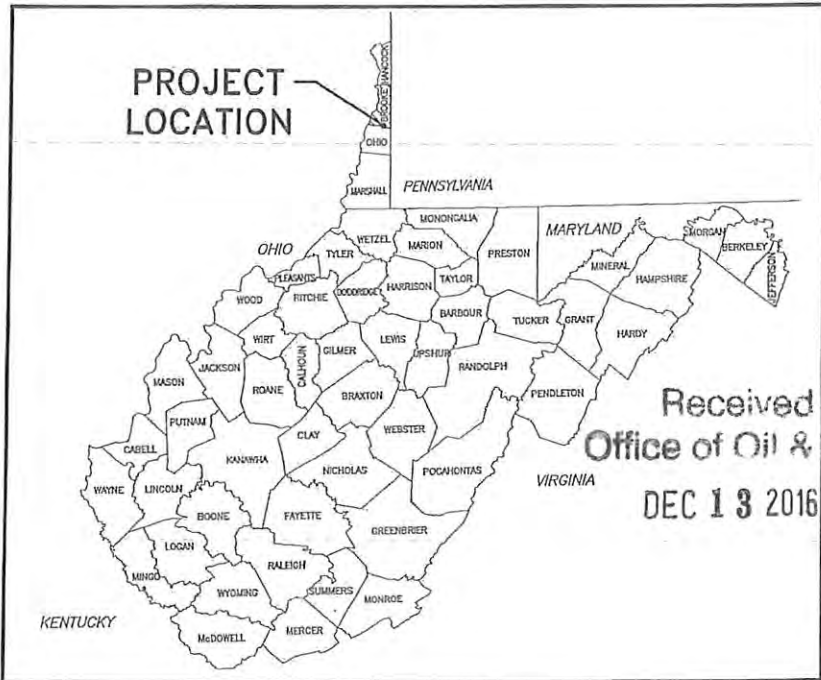 PROJECT
LOCATION
HANCOCK
BROOKE
OHIO
MARSHALL
PENNSYLVANIA
MONONGALIA
WETZEL
MARION
PRESTON
MARYLAND
MORGAN
BERKELEY
JEFFERSON
OHIO
TYLER
PLEASANTS
DODDRIDGE
HARRISON
TAYLOR
MINERAL
HAMPSHIRE
WOOD
RITCHIE
BARBOUR
TUCKER
GRANT
HARDY
WIRT
LEWIS
UPSHUR
JACKSON
CALHOUN
GILMER
RANDOLPH
MASON
ROANE
BRAXTON
PENDLETON
PUTNAM
CLAY
WEBSTER
Received
CABELL
KANAWHA
NICHOLAS
POCAHONTAS
Office of Oil &
WAYNE
LINCOLN
VIRGINIA
BOONE
FAYETTE
GREENBRIER
DEC 13 2016
LOGAN
MINGO
RALEIGH
WYOMING
SUMMERS
MONROE
KENTUCKY
McDOWELL
MERCER